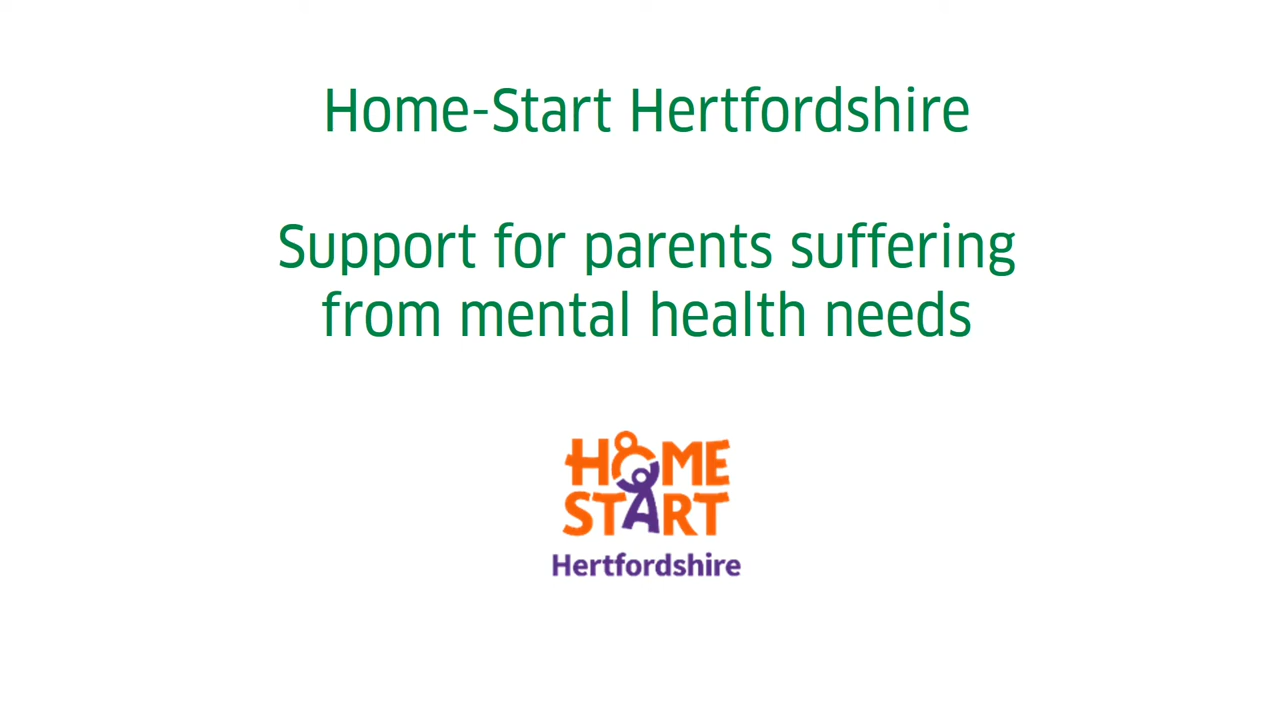 Home-Start Hertfordshire
Support for parents suffering
from mental health needs
HOME
START
Hertfordshire